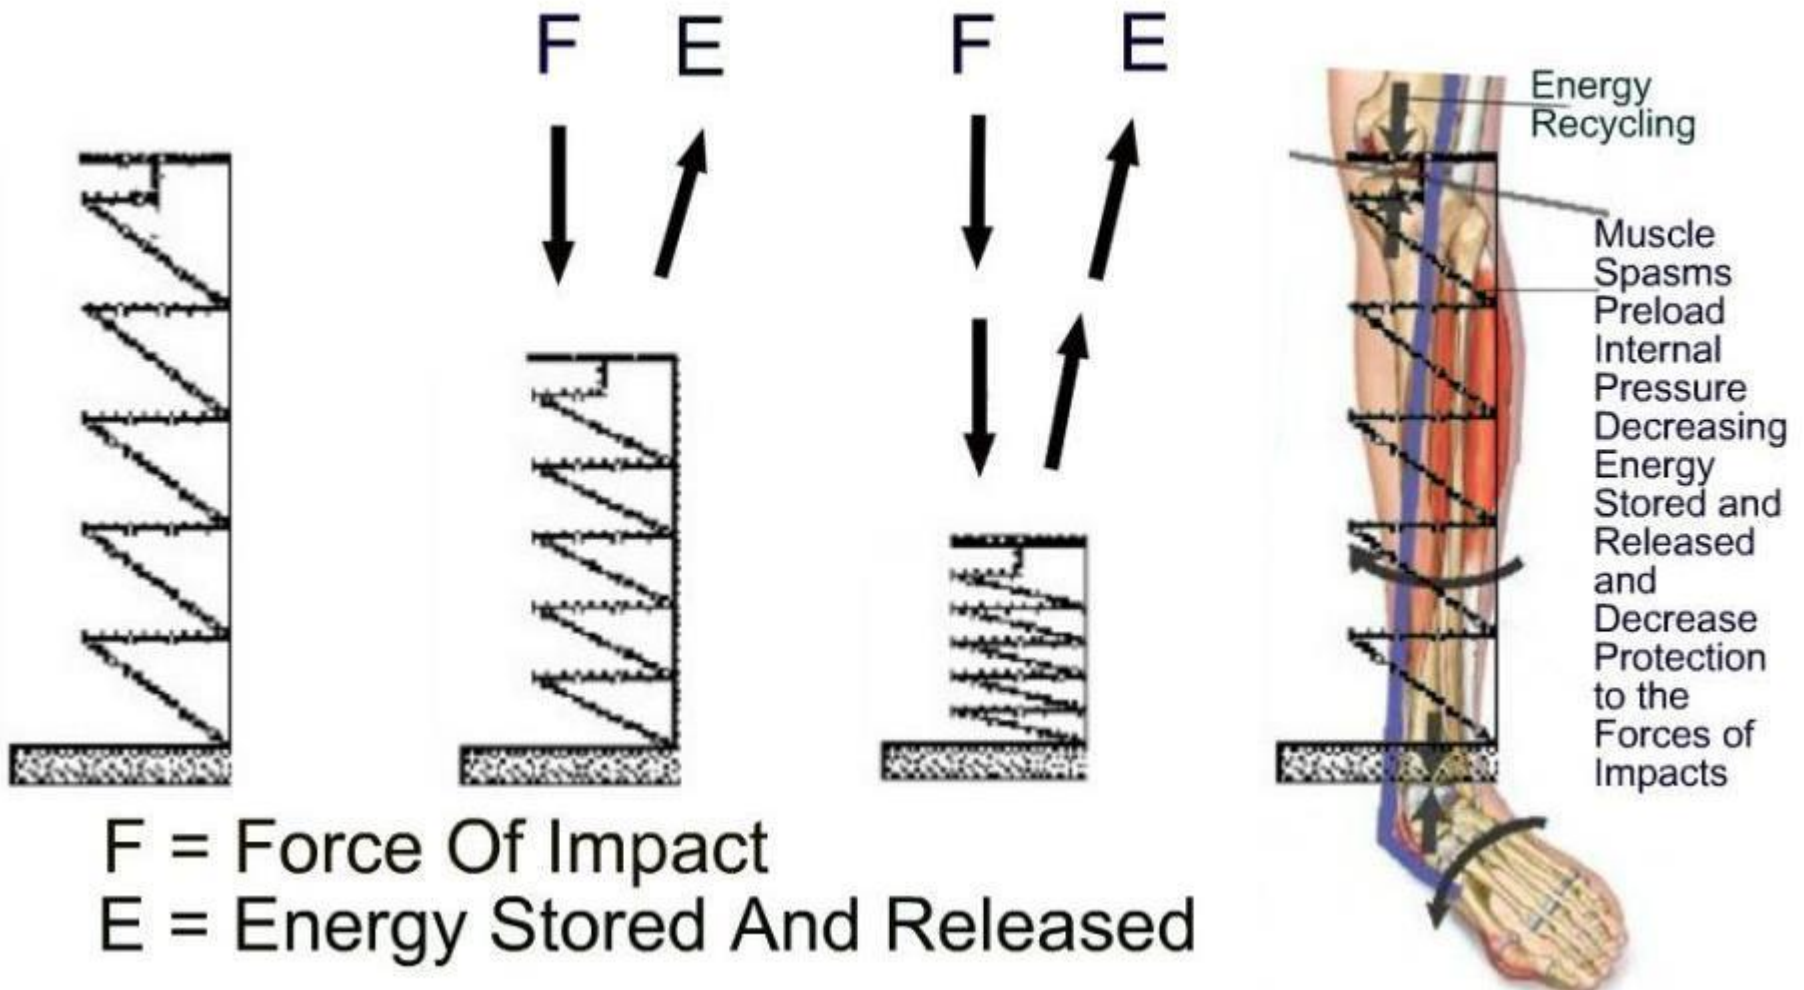 F E
F E
Energy
Recycling
Muscle
Spasms
Preload
Internal
Pressure
Decreasing
Energy
Stored and
Released
and
Decrease
Protection
to the
Forces of
Impacts
F = Force Of Impact
E = Energy Stored And Released